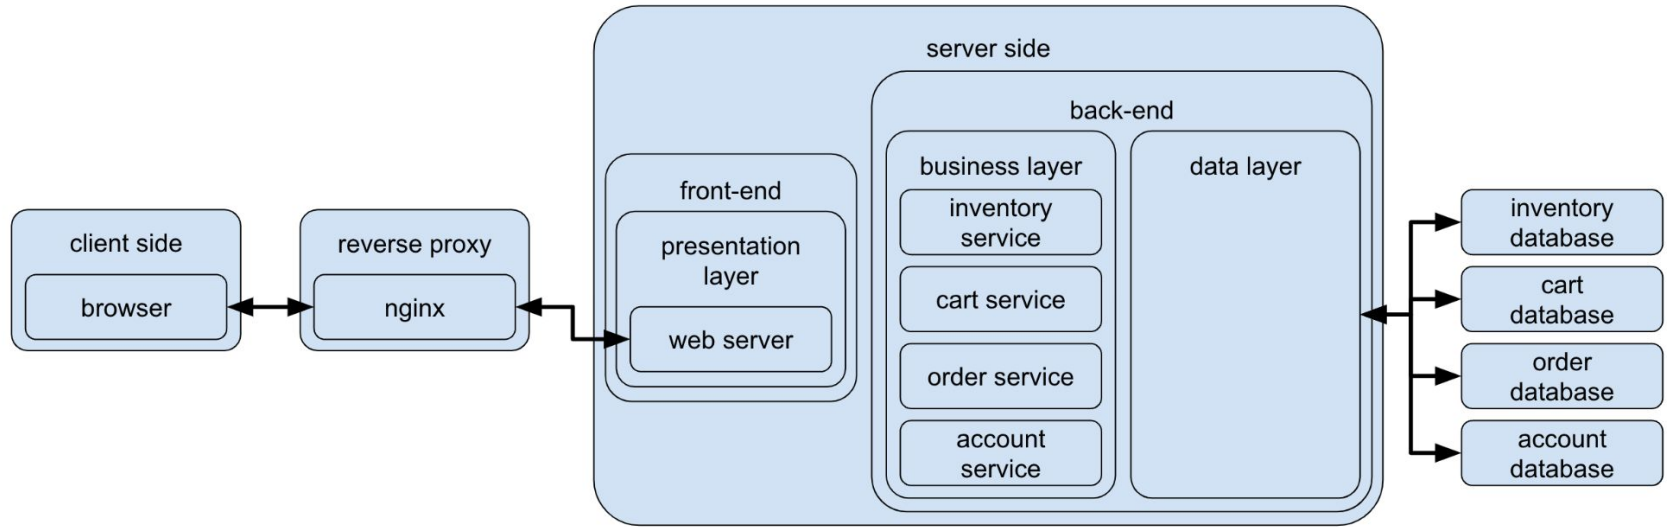 server side
back-end
business layer
data layer
front-end
inventory
service
inventory
database
client side
reverse proxy
presentation
layer
cart service
cart
database
browser
nginx
web server
order service
order
database
account
service
account
database